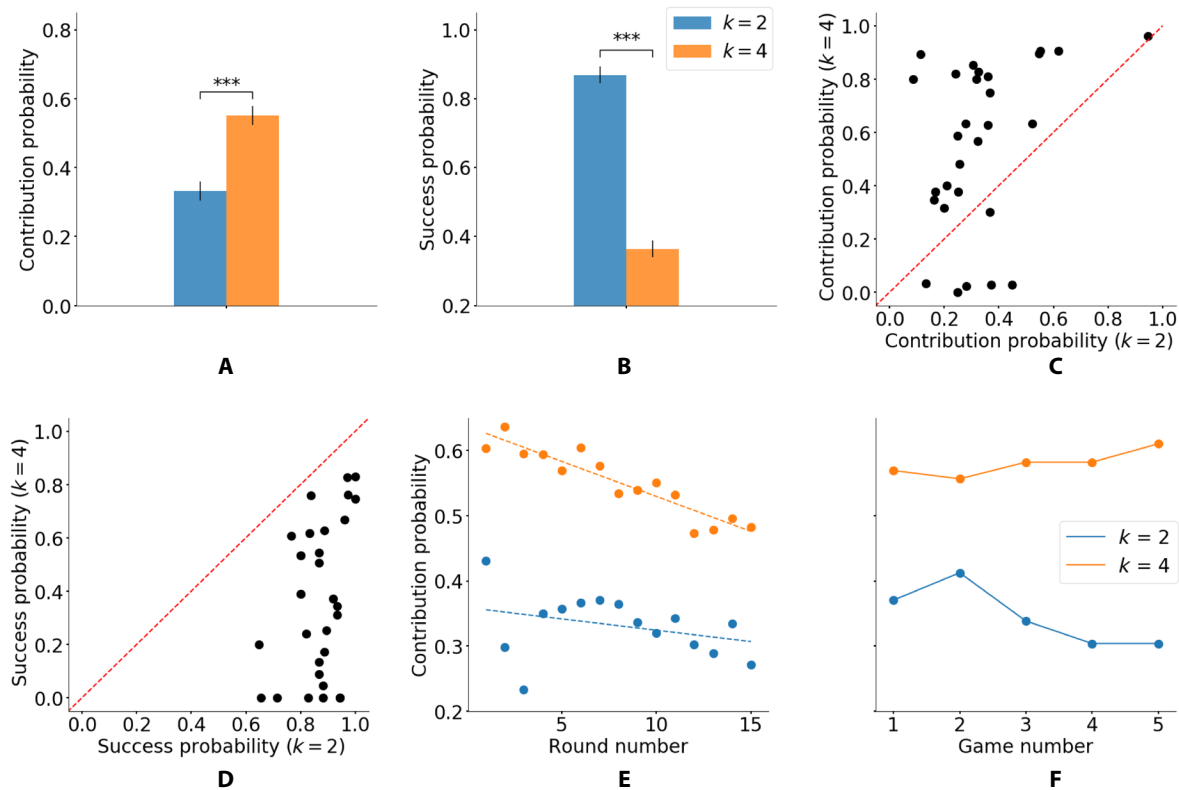 0.8
0.6
0.4
0.2
0.0
Contribution probability
***
A
1.0
0.8
0.6
0.4
0.2
Success probability
***
k = 2
k = 4
B
1.0
0.8
0.6
0.4
0.2
0.0
Contribution probability (k = 4)
0.0 0.2 0.4 0.6 0.8 1.0
Contribution probability (k = 2)
C
1.0
0.8
0.6
0.4
0.2
0.0
Success probability (k = 4)
0.0 0.2 0.4 0.6 0.8 1.0
Success probability (k = 2)
D
0.6
0.5
0.4
0.3
0.2
Contribution probability
5 10 15
Round number
E
k = 2
k = 4
1 2 3 4 5
Game number
F